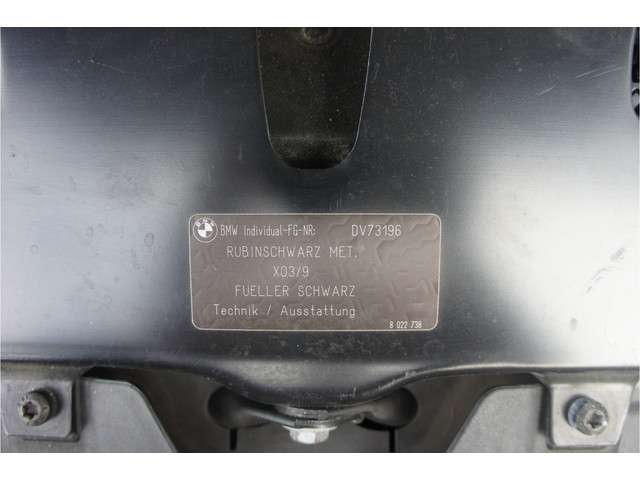 BMW Individual-FG-NR: DV73196
RUBINSCHWARZ MET.
X03/9
FUELLER SCHWARZ
Technik / Ausstattung
8 022 738